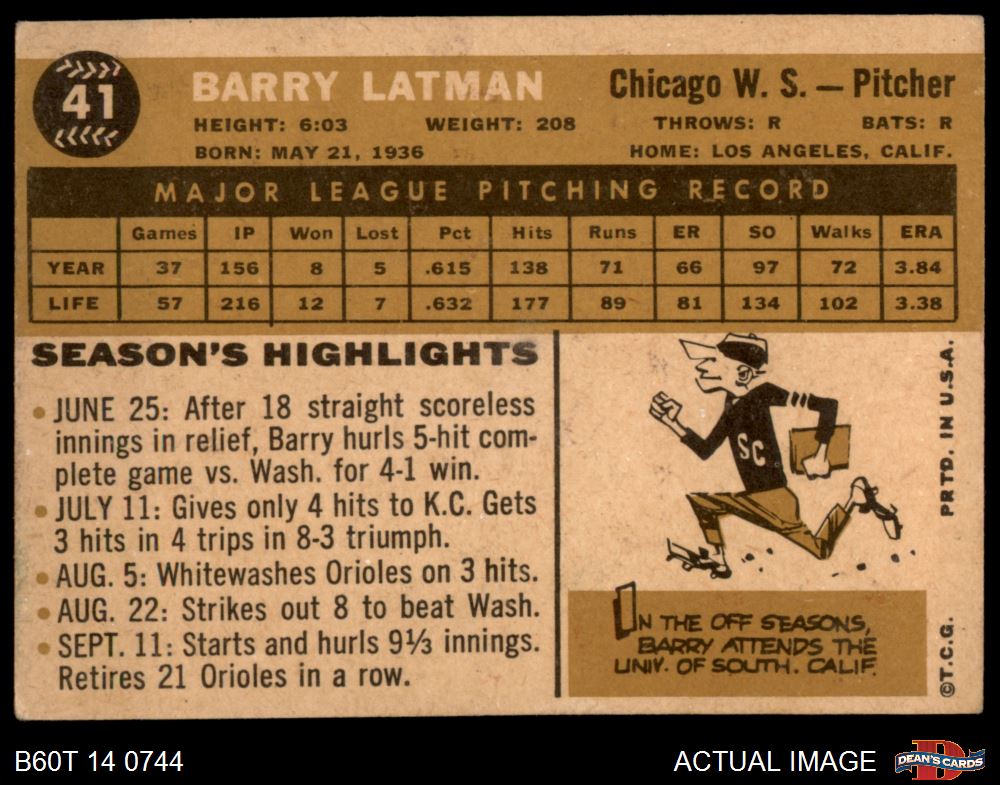 41
BARRY LATMAN
Chicago W. S. — Pitcher
HEIGHT: 6:03 WEIGHT: 208 THROWS: R BATS: R
BORN: MAY 21, 1936 HOME: LOS ANGELES, CALIF.
MAJOR LEAGUE PITCHING RECORD
Games IP Won Lost Pct Hits Runs ER SO Walks ERA
YEAR 37 156 8 5 .615 138 71 66 97 72 3.84
LIFE 57 216 12 7 .632 177 89 81 134 102 3.38
SEASON'S HIGHLIGHTS
• JUNE 25: After 18 straight scoreless
innings in relief, Barry hurls 5-hit com-
plete game vs. Wash. for 4-1 win.
• JULY 11: Gives only 4 hits to K.C. Gets
3 hits in 4 trips in 8-3 triumph.
• AUG. 5: Whitewashes Orioles on 3 hits.
• AUG. 22: Strikes out 8 to beat Wash.
• SEPT. 11: Starts and hurls 9⅓ innings.
Retires 21 Orioles in a row.
SC
IN THE OFF SEASONS,
BARRY ATTENDS THE
UNIV. OF SOUTH. CALIF.
PRTD. IN U.S.A.
©T.C.G.
B60T 14 0744
ACTUAL IMAGE
D
DEAN'S CARDS